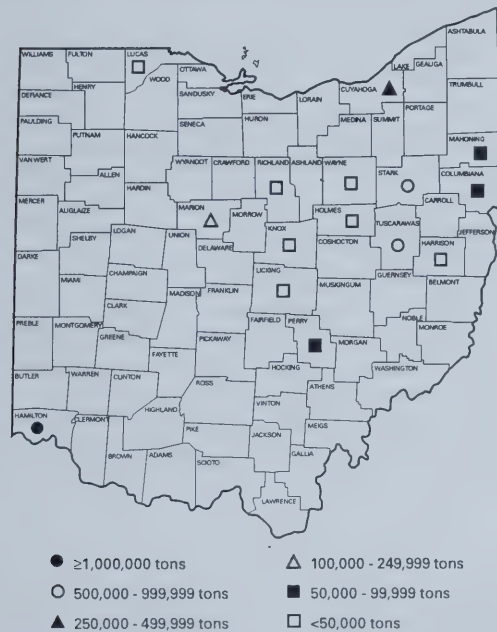 ASHTABULA
WILLIAMS FULTON LUCAS LAKE GEAUGA
OTTAWA CUYAHOGA TRUMBULL
WOOD
HENRY SANDUSKY ERIE LORAIN
DEFIANCE PORTAGE
PAULDING SENECA HURON MEDINA SUMMIT MAHONING
PUTNAM HANCOCK
VAN WERT WYANDOT CRAWFORD RICHLAND ASHLAND WAYNE STARK COLUMBIANA
ALLEN
HARDIN CARROLL
MERCER AUGLAIZE MARION MORROW HOLMES TUSCARAWAS JEFFERSON
LOGAN UNION KNOX COSHOCTON HARRISON
SHELBY DELAWARE
DARKE CHAMPAIGN LICKING GUERNSEY BELMONT
MIAMI MADISON FRANKLIN MUSKINGUM
CLARK NOBLE
PREBLE MONTGOMERY GREENE PICKAWAY FAIRFIELD PERRY MORGAN MONROE
FAYETTE HOCKING WASHINGTON
BUTLER WARREN CLINTON ROSS ATHENS
VINTON
HAMILTON CLERMONT HIGHLAND MEIGS
PIKE JACKSON
BROWN ADAMS SCIOTO GALLIA
LAWRENCE
≥1,000,000 tons 100,000 - 249,999 tons
500,000 - 999,999 tons 50,000 - 99,999 tons
250,000 - 499,999 tons <50,000 tons